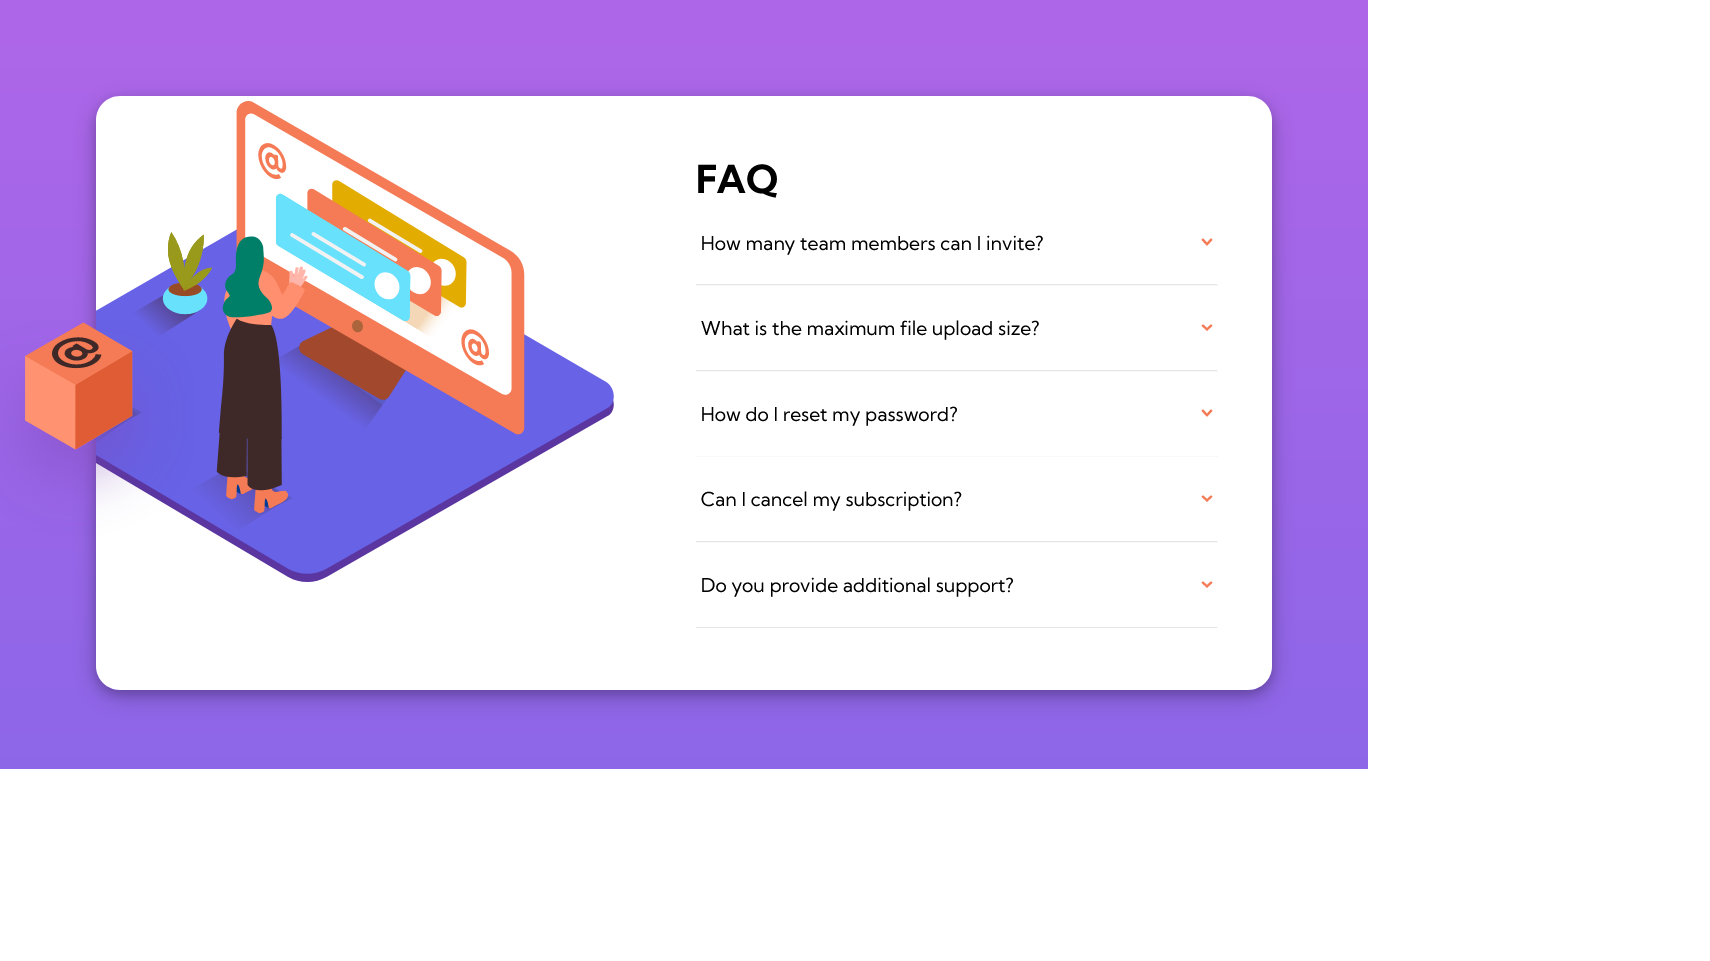 @
@
@
FAQ
How many team members can I invite?
What is the maximum file upload size?
How do I reset my password?
Can I cancel my subscription?
Do you provide additional support?